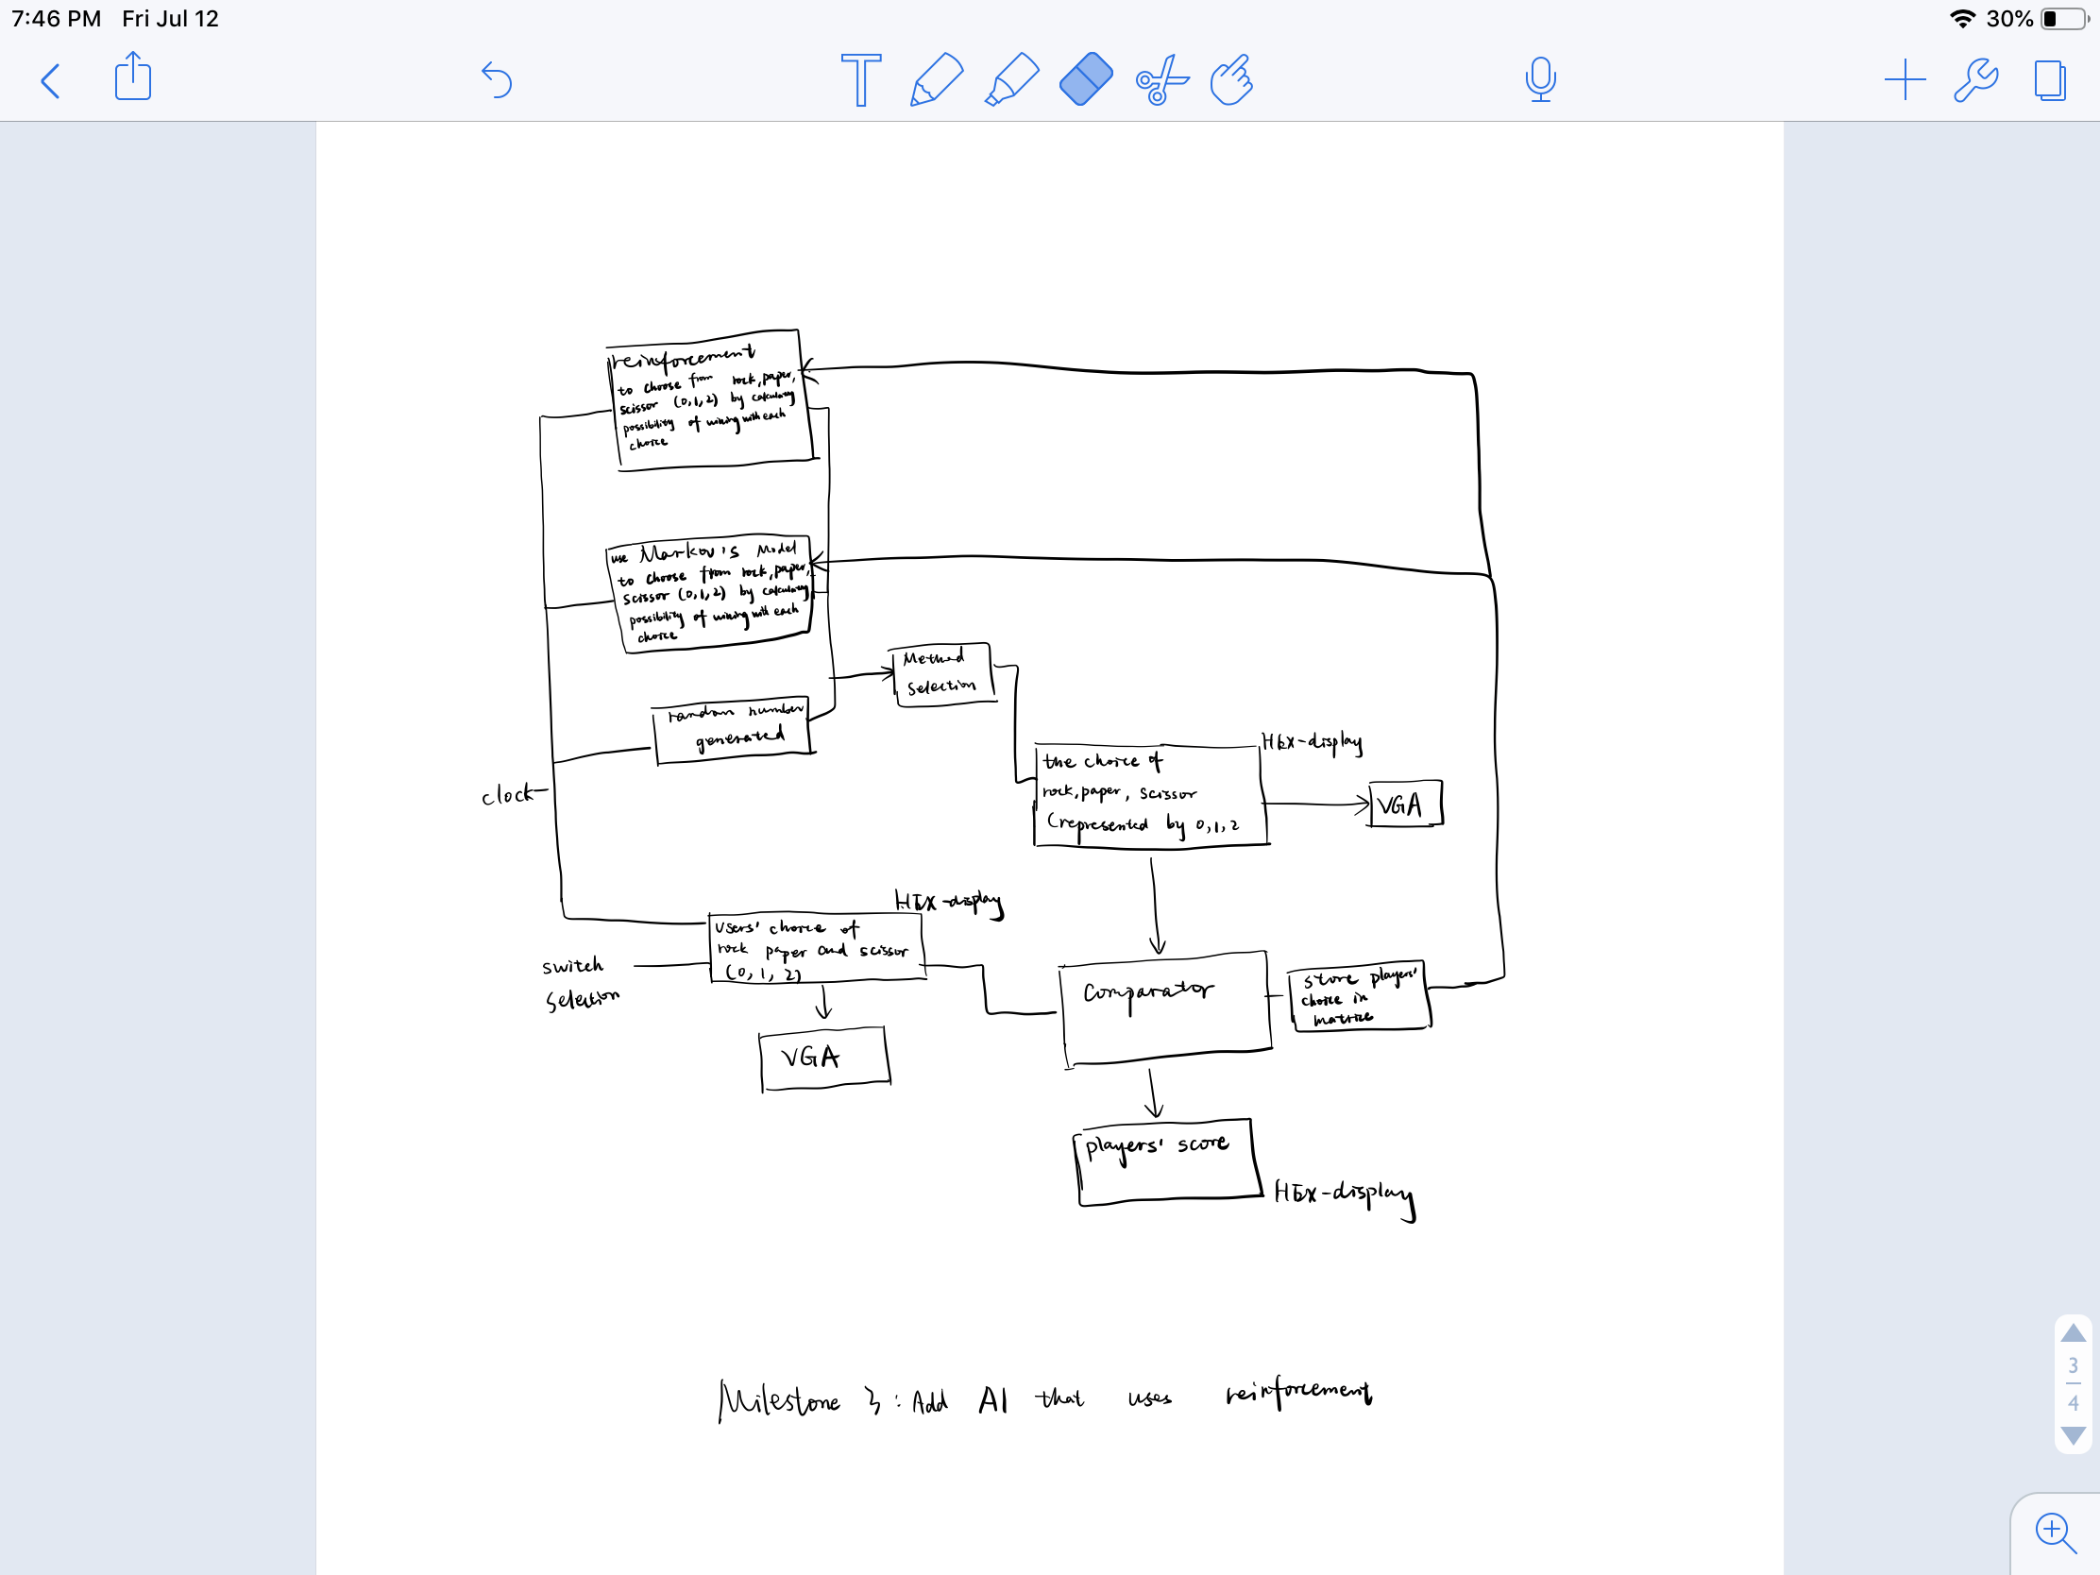 7:46 PM Fri Jul 12
30%
T
reinforcement
to choose from rock, paper,
scissor (0,1,2) by calculating
possibility of wining with each
choice
use Markov's Model
to choose from rock, paper,
scissor (0,1,2) by calculating
possibility of wining with each
choice
Method
selection
random number
generated
Hex-display
the choice of
rock, paper, scissor
(represented by 0,1,2
VGA
clock
HEX-display
users' choice of
rock paper and scissor
(0, 1, 2)
switch
selection
VGA
Comparator
store players'
choice in
matrice
players' score
HEX-display
Milestone 3: Add AI that uses reinforcement
3
4